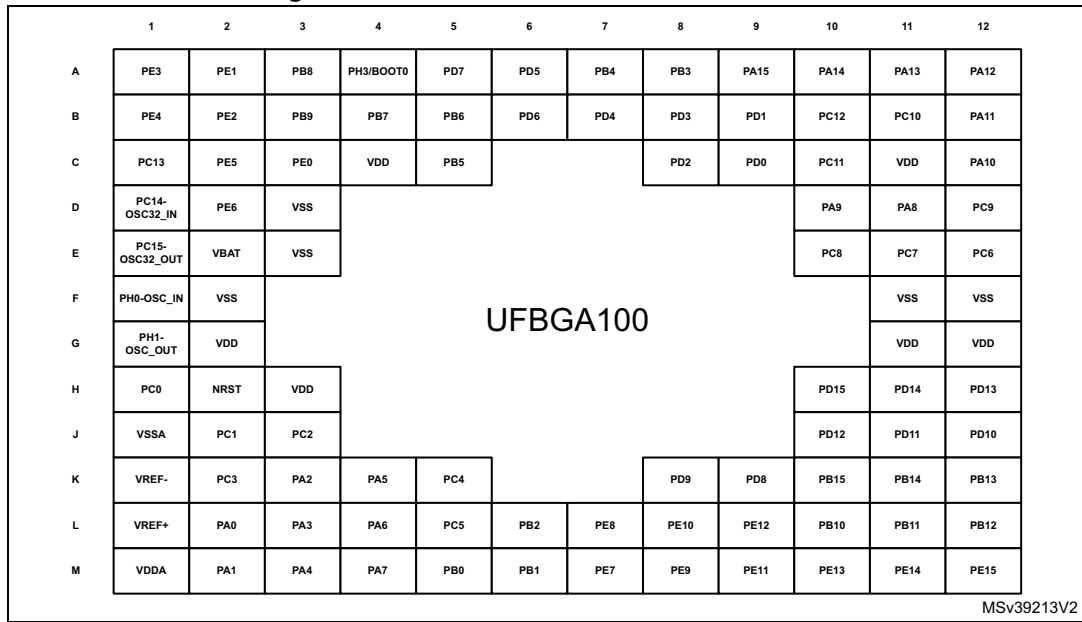 1 2 3 4 5 6 7 8 9 10 11 12
A PE3 PE1 PB8 PH3/BOOT0 PD7 PD5 PB4 PB3 PA15 PA14 PA13 PA12
B PE4 PE2 PB9 PB7 PB6 PD6 PD4 PD3 PD1 PC12 PC10 PA11
C PC13 PE5 PE0 VDD PB5 PD2 PD0 PC11 VDD PA10
D PC14-OSC32_IN PE6 VSS PA9 PA8 PC9
E PC15-OSC32_OUT VBAT VSS PC8 PC7 PC6
F PH0-OSC_IN VSS VSS VSS
UFBGA100
G PH1-OSC_OUT VDD VDD VDD
H PC0 NRST VDD PD15 PD14 PD13
J VSSA PC1 PC2 PD12 PD11 PD10
K VREF- PC3 PA2 PA5 PC4 PD9 PD8 PB15 PB14 PB13
L VREF+ PA0 PA3 PA6 PC5 PB2 PE8 PE10 PE12 PB10 PB11 PB12
M VDDA PA1 PA4 PA7 PB0 PB1 PE7 PE9 PE11 PE13 PE14 PE15
MSv39213V2